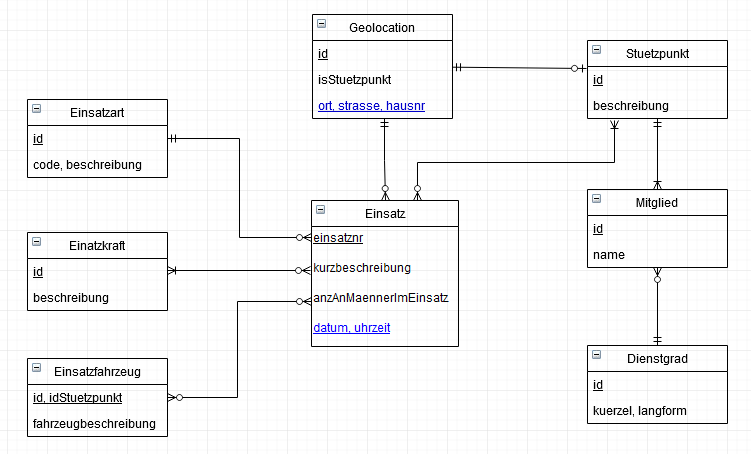 Geolocation
id
isStuetzpunkt
ort, strasse, hausnr
Stuetzpunkt
id
beschreibung
Einsatzart
id
code, beschreibung
Einsatz
einsatznr
kurzbeschreibung
anzAnMaennerImEinsatz
datum, uhrzeit
Mitglied
id
name
Einatzkraft
id
beschreibung
Einsatzfahrzeug
id, idStuetzpunkt
fahrzeugbeschreibung
Dienstgrad
id
kuerzel, langform